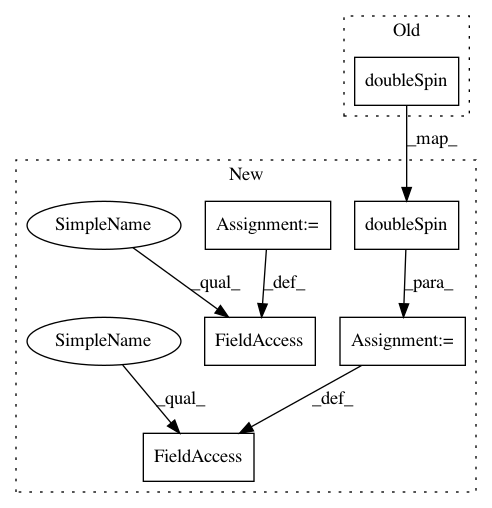 Old
doubleSpin
_map_
New
SimpleName
Assignment:=
doubleSpin
_qual_
_def_
_para_
SimpleName
FieldAccess
Assignment:=
_qual_
_def_
FieldAccess